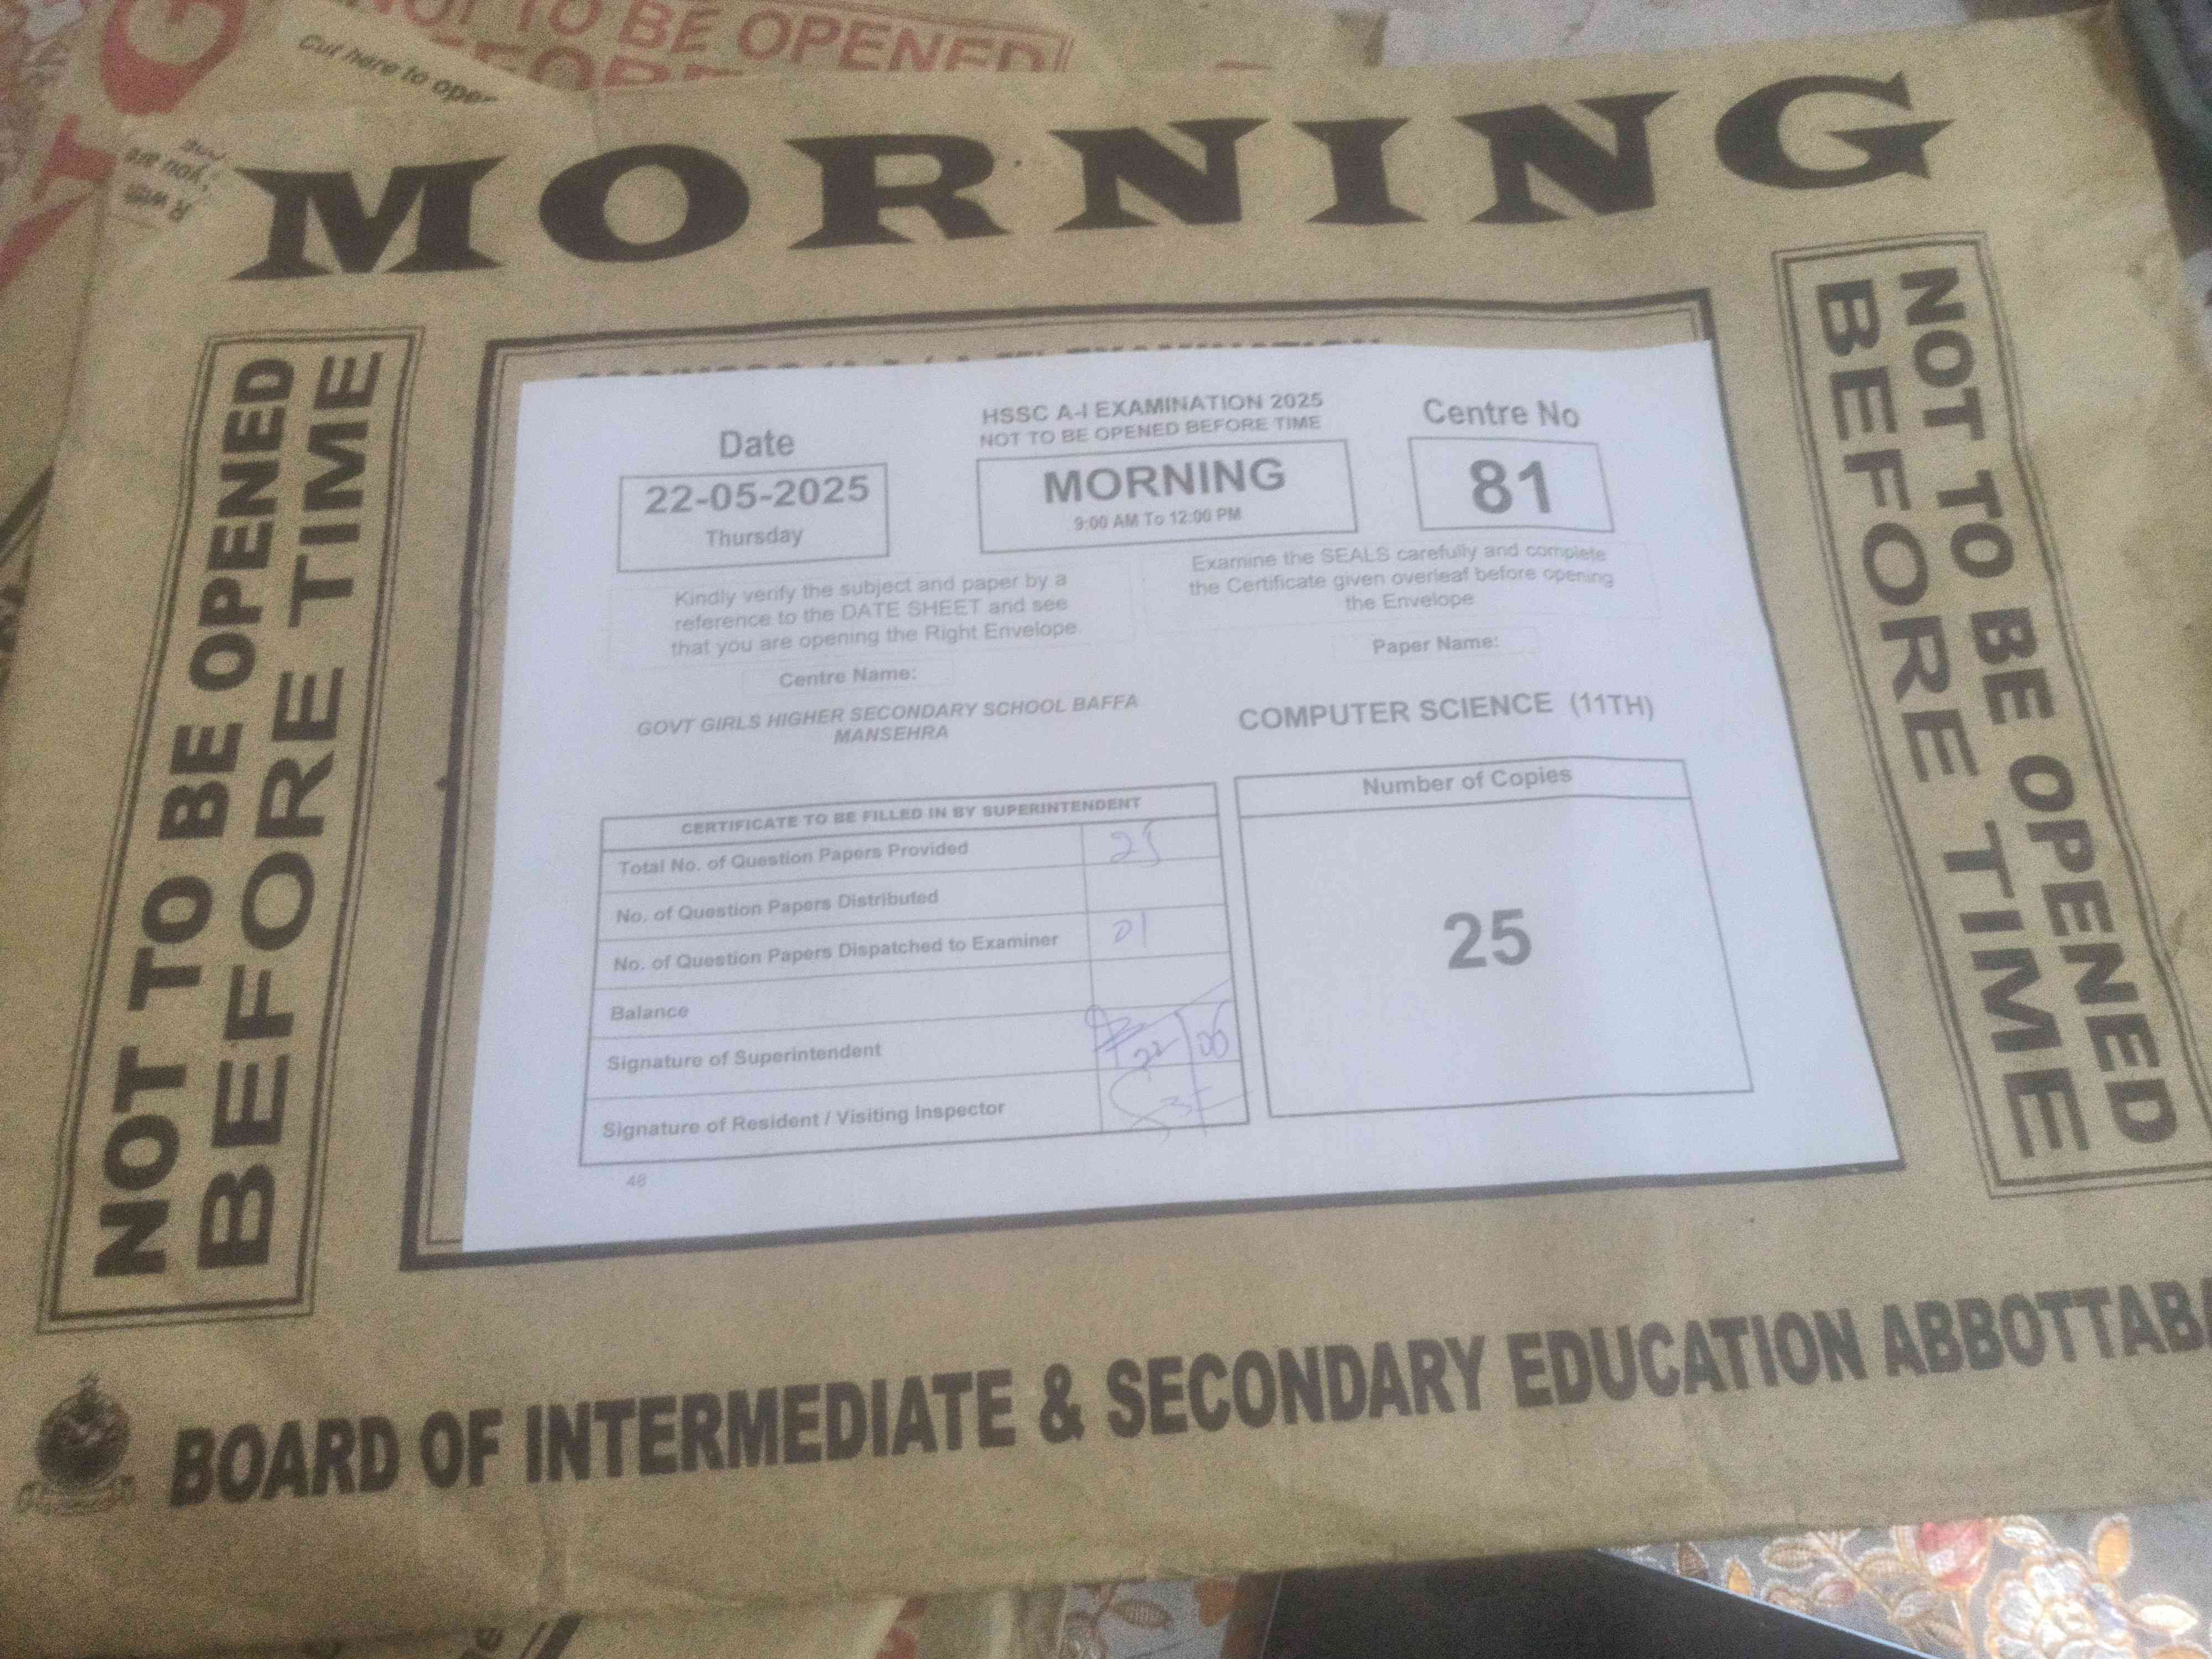 NOT TO BE OPENED
Cut here to open
MORNING
NOT TO BE OPENED
BEFORE TIME
HSSC A-I EXAMINATION 2025
NOT TO BE OPENED BEFORE TIME
Date
22-05-2025
Thursday
MORNING
9:00 AM To 12:00 PM
Centre No
81
Kindly verify the subject and paper by a
reference to the DATE SHEET and see
that you are opening the Right Envelope.
Examine the SEALS carefully and complete
the Certificate given overleaf before opening
the Envelope
Centre Name:
GOVT GIRLS HIGHER SECONDARY SCHOOL BAFFA
MANSEHRA
Paper Name:
COMPUTER SCIENCE (11TH)
CERTIFICATE TO BE FILLED IN BY SUPERINTENDENT
Total No. of Question Papers Provided 25
No. of Question Papers Distributed
No. of Question Papers Dispatched to Examiner 01
Balance
Signature of Superintendent
Signature of Resident / Visiting Inspector
Number of Copies
25
NOT TO BE OPENED
BEFORE TIME
BOARD OF INTERMEDIATE & SECONDARY EDUCATION ABBOTTABA